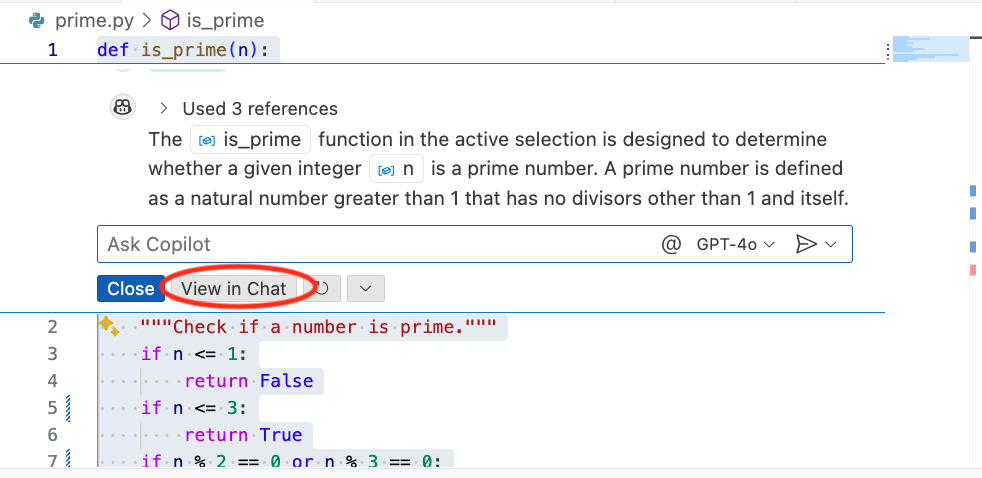 prime.py > is_prime
1 def is_prime(n):
> Used 3 references
The is_prime function in the active selection is designed to determine
whether a given integer n is a prime number. A prime number is defined
as a natural number greater than 1 that has no divisors other than 1 and itself.
Ask Copilot @ GPT-4o
Close View in Chat
2 """Check if a number is prime."""
3 if n <= 1:
4 return False
5 if n <= 3:
6 return True
7 if n % 2 == 0 or n % 3 == 0: